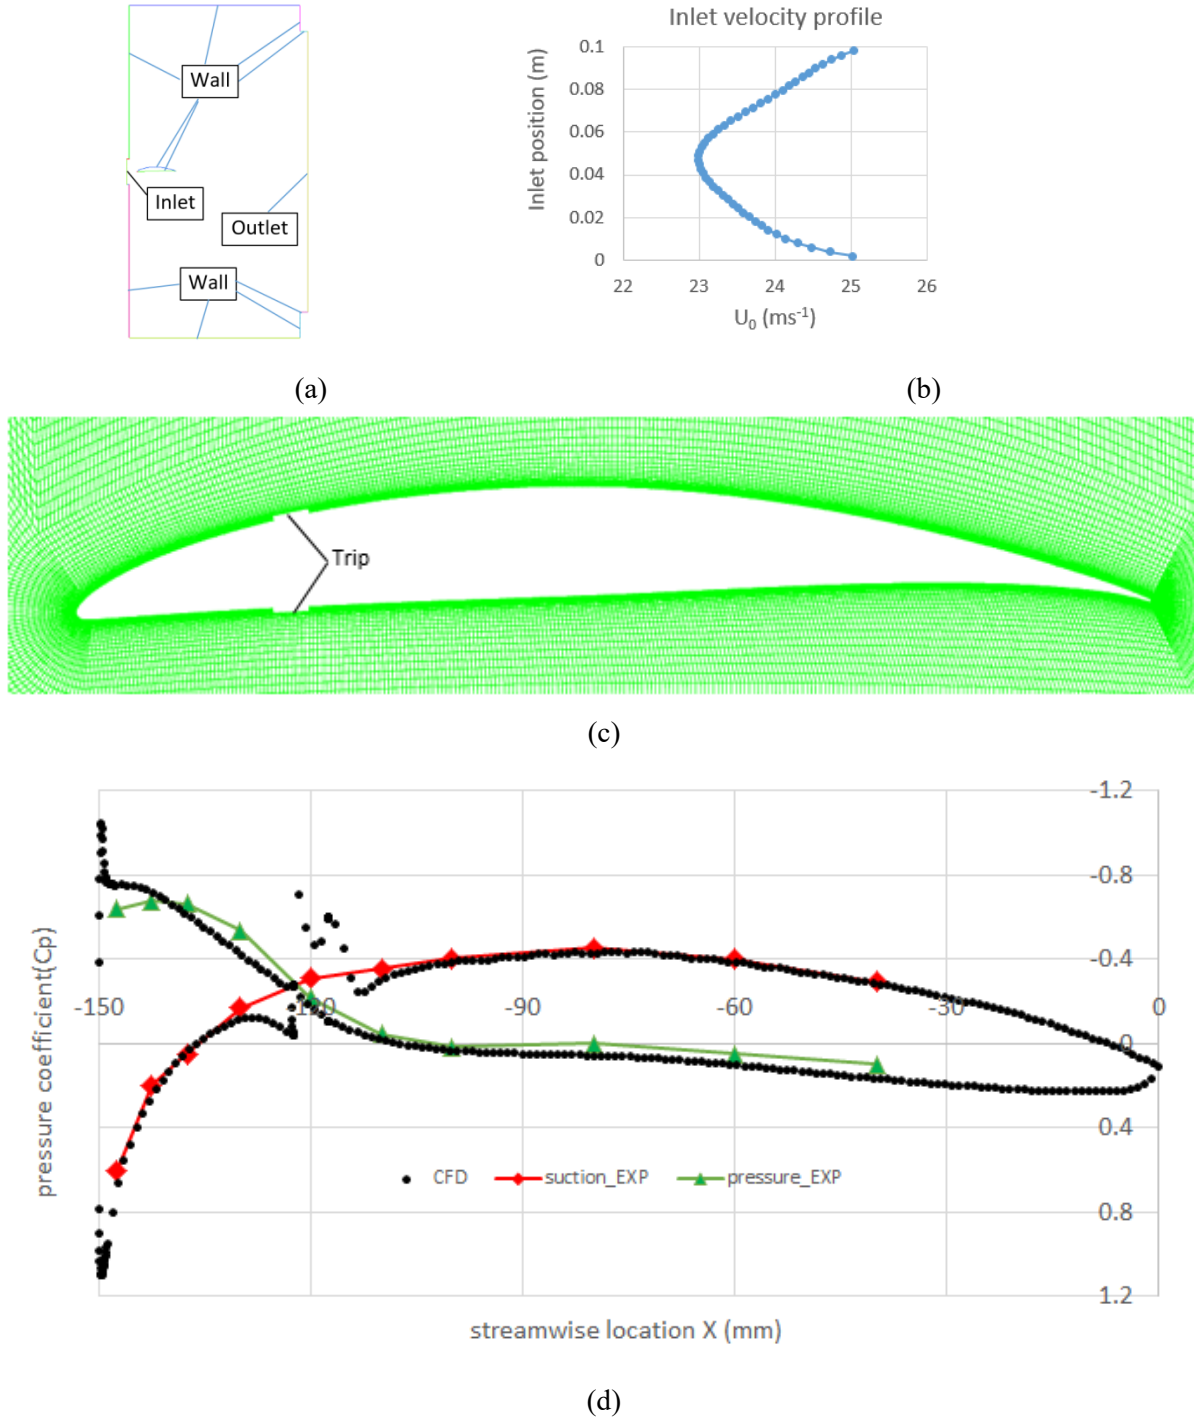 Wall
Inlet
Outlet
Wall
(a)
Inlet velocity profile
Inlet position (m)
0.1
0.08
0.06
0.04
0.02
0
22 23 24 25 26
U0 (ms-1)
(b)
Trip
(c)
pressure coefficient(Cp)
-1.2
-0.8
-0.4
-150 -120 -90 -60 -30 0
0
0.4
CFD suction_EXP pressure_EXP
0.8
1.2
streamwise location X (mm)
(d)